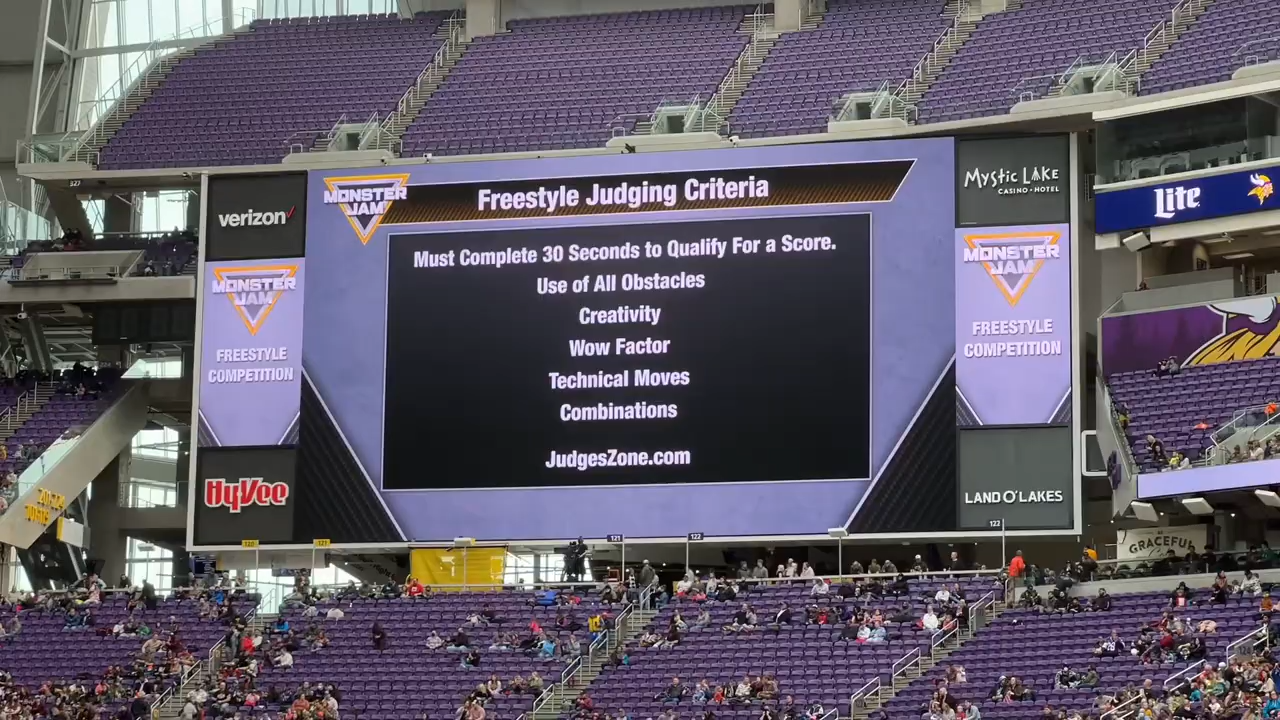 327
verizon
MONSTER
JAM
FREESTYLE
COMPETITION
HyVee
MONSTER
JAM
Freestyle Judging Criteria
Must Complete 30 Seconds to Qualify For a Score.
Use of All Obstacles
Creativity
Wow Factor
Technical Moves
Combinations
JudgesZone.com
MYSTIC LAKE
CASINO • HOTEL
MONSTER
JAM
FREESTYLE
COMPETITION
LAND O'LAKES
Lite
GRACEFUL
121
122
122